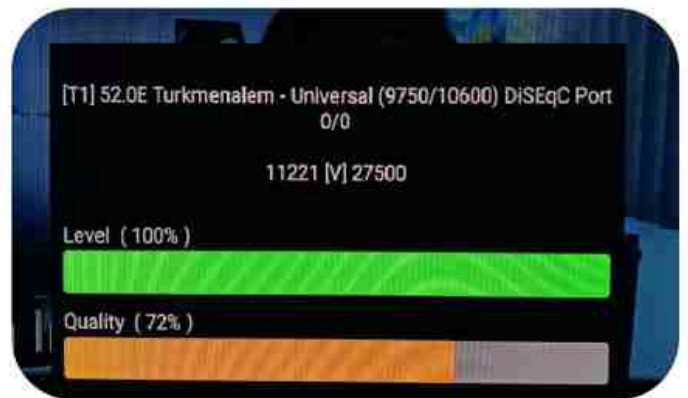 [T1] 52.0E Turkmenalem - Universal (9750/10600) DiSEqC Port
0/0
11221 [V] 27500
Level ( 100% )
Quality ( 72% )